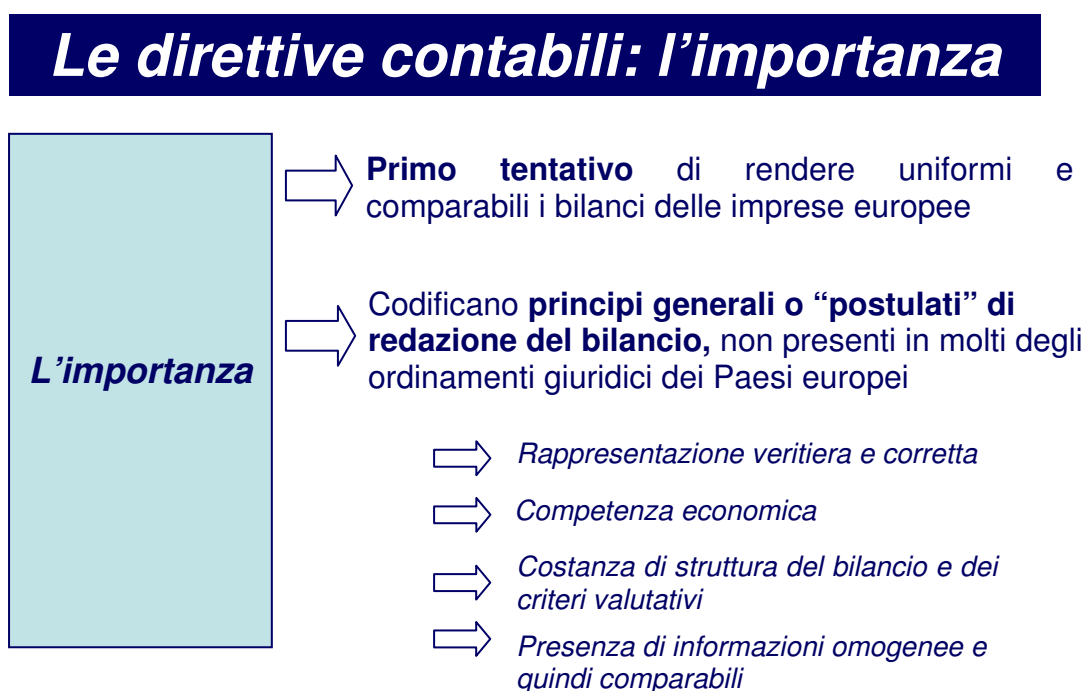 Le direttive contabili: l’importanza
L’importanza
Primo tentativo di rendere uniformi e
comparabili i bilanci delle imprese europee
Codificano principi generali o “postulati” di
redazione del bilancio, non presenti in molti degli
ordinamenti giuridici dei Paesi europei
Rappresentazione veritiera e corretta
Competenza economica
Costanza di struttura del bilancio e dei
criteri valutativi
Presenza di informazioni omogenee e
quindi comparabili